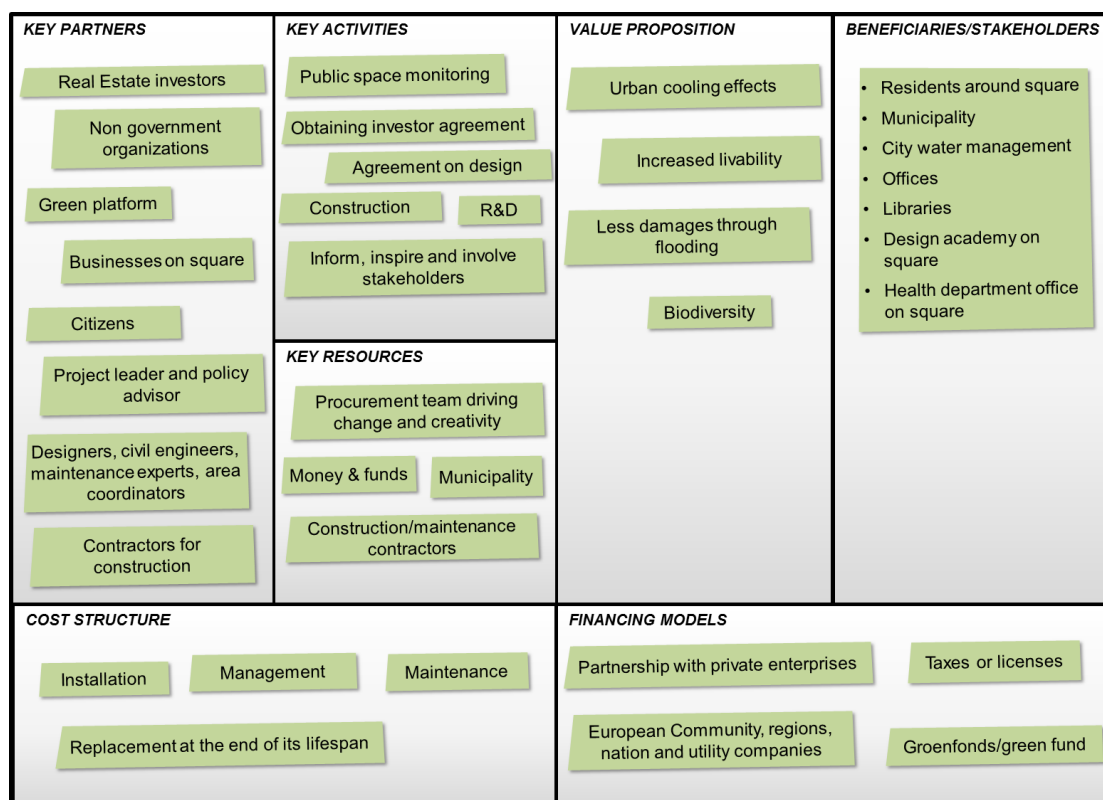 KEY PARTNERS
Real Estate investors
Non government
organizations
Green platform
Businesses on square
Citizens
Project leader and policy
advisor
Designers, civil engineers,
maintenance experts, area
coordinators
Contractors for
construction
KEY ACTIVITIES
Public space monitoring
Obtaining investor agreement
Agreement on design
Construction
R&D
Inform, inspire and involve
stakeholders
KEY RESOURCES
Procurement team driving
change and creativity
Money & funds
Municipality
Construction/maintenance
contractors
VALUE PROPOSITION
Urban cooling effects
Increased livability
Less damages through
flooding
Biodiversity
BENEFICIARIES/STAKEHOLDERS
• Residents around square
• Municipality
• City water management
• Offices
• Libraries
• Design academy on
square
• Health department office
on square
COST STRUCTURE
Installation
Management
Maintenance
Replacement at the end of its lifespan
FINANCING MODELS
Partnership with private enterprises
Taxes or licenses
European Community, regions,
nation and utility companies
Groenfonds/green fund